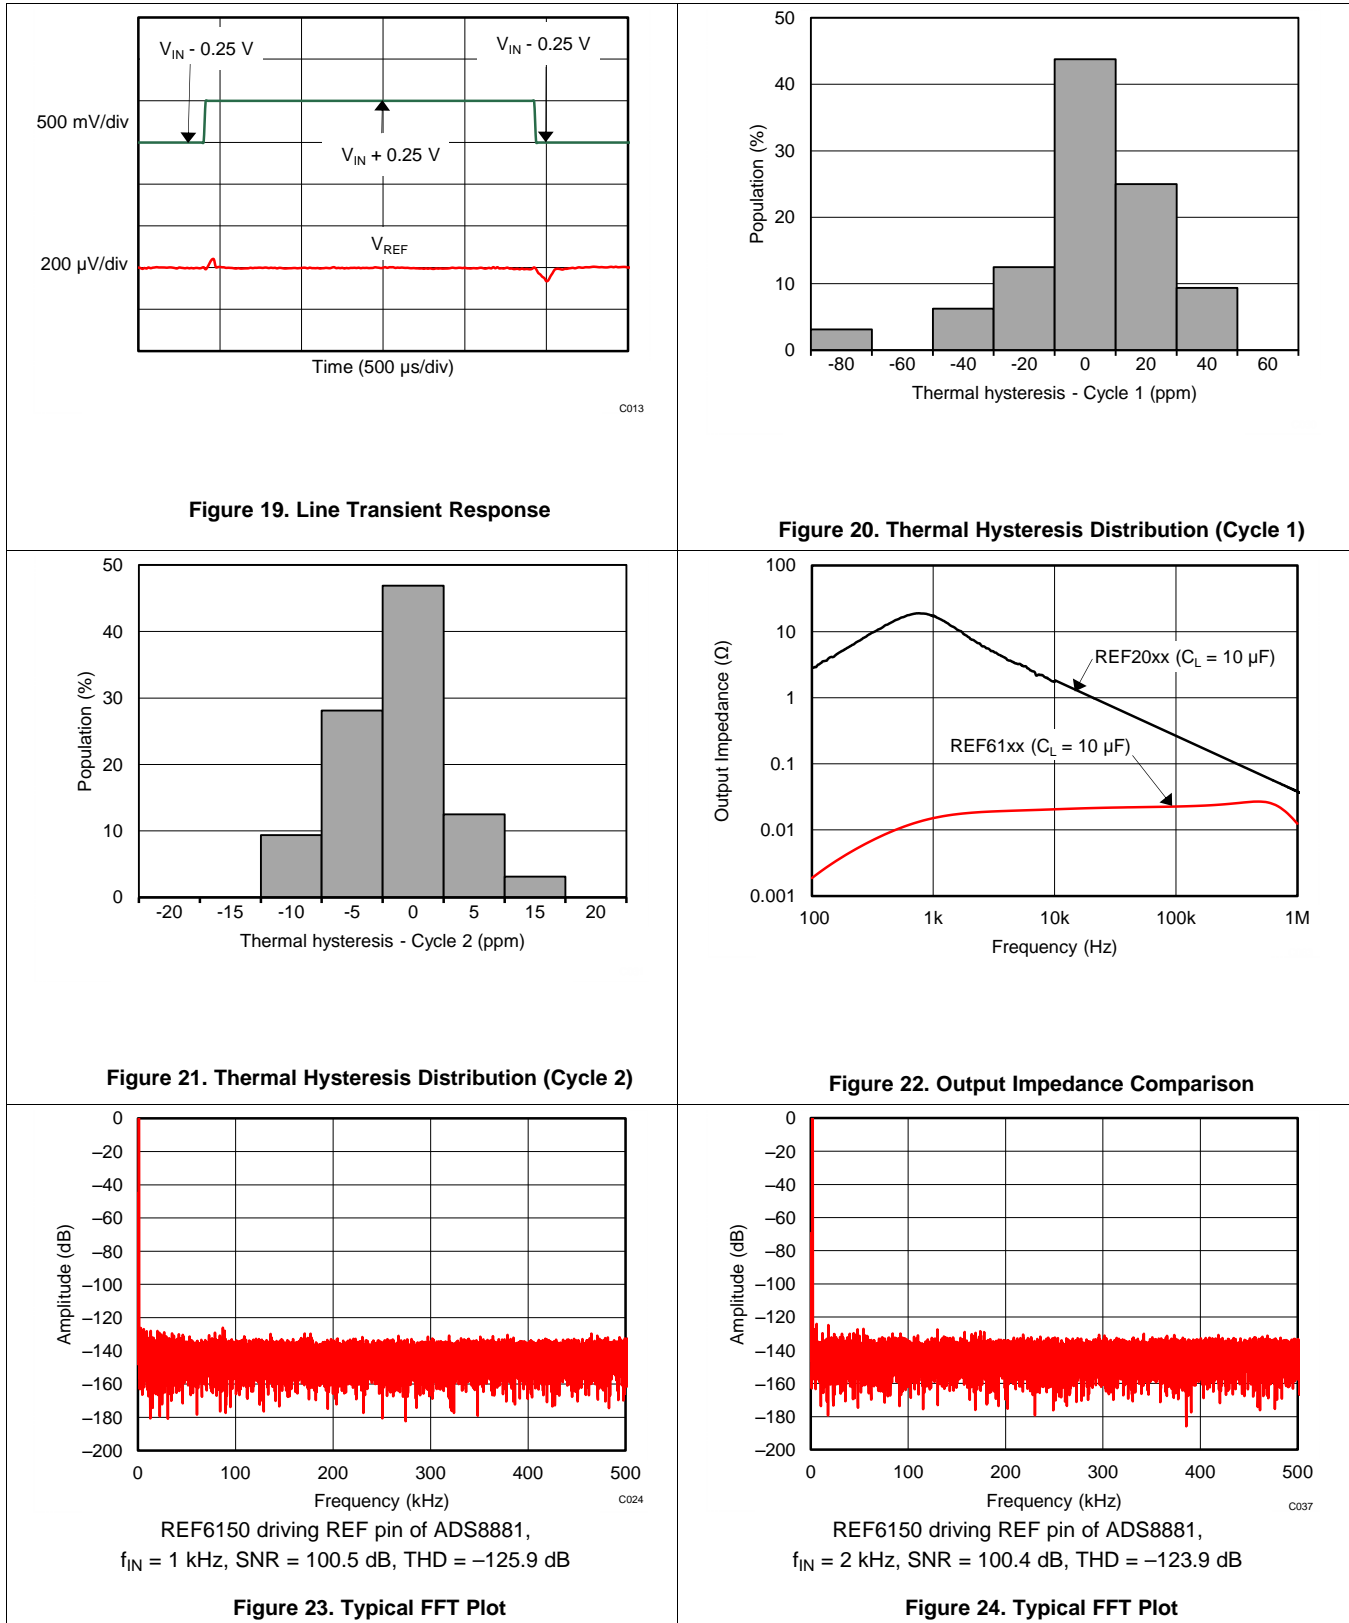 V_IN - 0.25 V
V_IN - 0.25 V
500 mV/div
V_IN + 0.25 V
V_REF
200 µV/div
Time (500 µs/div)
C013
Figure 19. Line Transient Response
50
40
30
20
10
0
Population (%)
-80 -60 -40 -20 0 20 40 60
Thermal hysteresis - Cycle 1 (ppm)
Figure 20. Thermal Hysteresis Distribution (Cycle 1)
50
40
30
20
10
0
Population (%)
-20 -15 -10 -5 0 5 15 20
Thermal hysteresis - Cycle 2 (ppm)
Figure 21. Thermal Hysteresis Distribution (Cycle 2)
100
10
1
0.1
0.01
0.001
Output Impedance (Ω)
REF20xx (C_L = 10 µF)
REF61xx (C_L = 10 µF)
100 1k 10k 100k 1M
Frequency (Hz)
Figure 22. Output Impedance Comparison
0
–20
–40
–60
–80
–100
–120
–140
–160
–180
–200
Amplitude (dB)
0 100 200 300 400 500
Frequency (kHz)
C024
REF6150 driving REF pin of ADS8881,
f_IN = 1 kHz, SNR = 100.5 dB, THD = –125.9 dB
Figure 23. Typical FFT Plot
0
–20
–40
–60
–80
–100
–120
–140
–160
–180
–200
Amplitude (dB)
0 100 200 300 400 500
Frequency (kHz)
C037
REF6150 driving REF pin of ADS8881,
f_IN = 2 kHz, SNR = 100.4 dB, THD = –123.9 dB
Figure 24. Typical FFT Plot